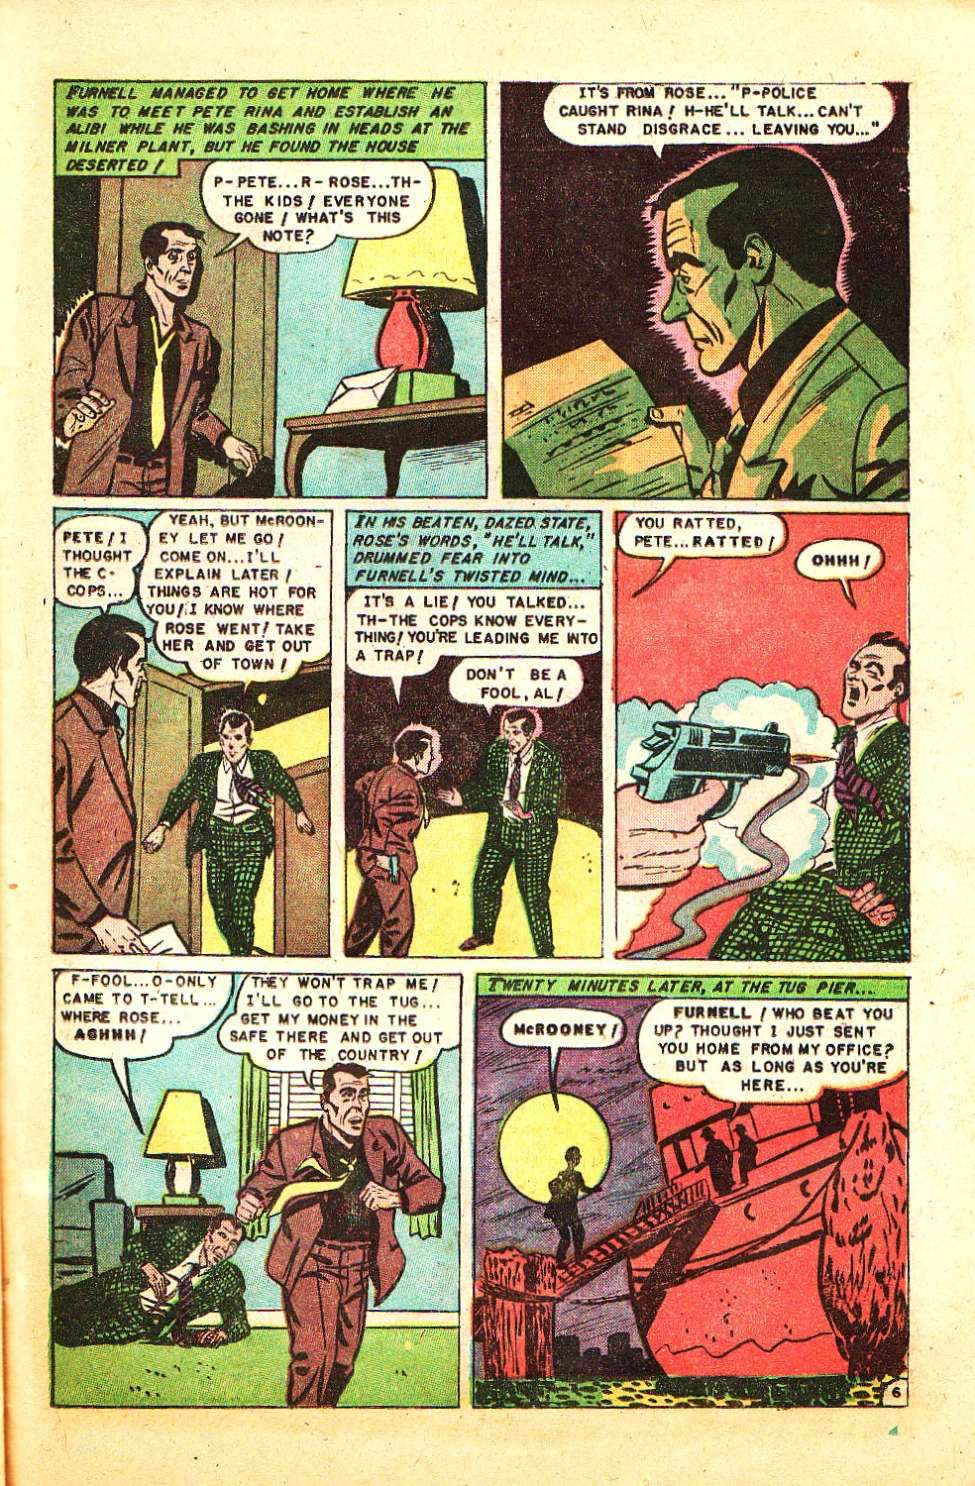 FURNELL MANAGED TO GET HOME WHERE HE
WAS TO MEET PETE RINA AND ESTABLISH AN
ALIBI WHILE HE WAS BASHING IN HEADS AT THE
MILNER PLANT, BUT HE FOUND THE HOUSE
DESERTED!
P-PETE...R-ROSE...TH-
THE KIDS! EVERYONE
GONE! WHAT'S THIS
NOTE?
IT'S FROM ROSE... "P-POLICE
CAUGHT RINA! H-HE'LL TALK... CAN'T
STAND DISGRACE... LEAVING YOU..."
PETE! I
THOUGHT
THE C-
COPS...
YEAH, BUT McROON-
EY LET ME GO!
COME ON...I'LL
EXPLAIN LATER!
THINGS ARE HOT FOR
YOU! I KNOW WHERE
ROSE WENT! TAKE
HER AND GET OUT
OF TOWN!
IN HIS BEATEN, DAZED STATE,
ROSE'S WORDS, "HE'LL TALK,"
DRUMMED FEAR INTO
FURNELL'S TWISTED MIND...
IT'S A LIE! YOU TALKED...
TH-THE COPS KNOW EVERY-
THING! YOU'RE LEADING ME INTO
A TRAP!
DON'T BE A
FOOL, AL!
YOU RATTED,
PETE...RATTED!
OHHH!
F-FOOL...O-ONLY
CAME TO T-TELL...
WHERE ROSE...
AGHHH!
THEY WON'T TRAP ME!
I'LL GO TO THE TUG...
GET MY MONEY IN THE
SAFE THERE AND GET OUT
OF THE COUNTRY!
TWENTY MINUTES LATER, AT THE TUG PIER....
McROONEY!
FURNELL! WHO BEAT YOU
UP? THOUGHT I JUST SENT
YOU HOME FROM MY OFFICE?
BUT AS LONG AS YOU'RE
HERE...
6